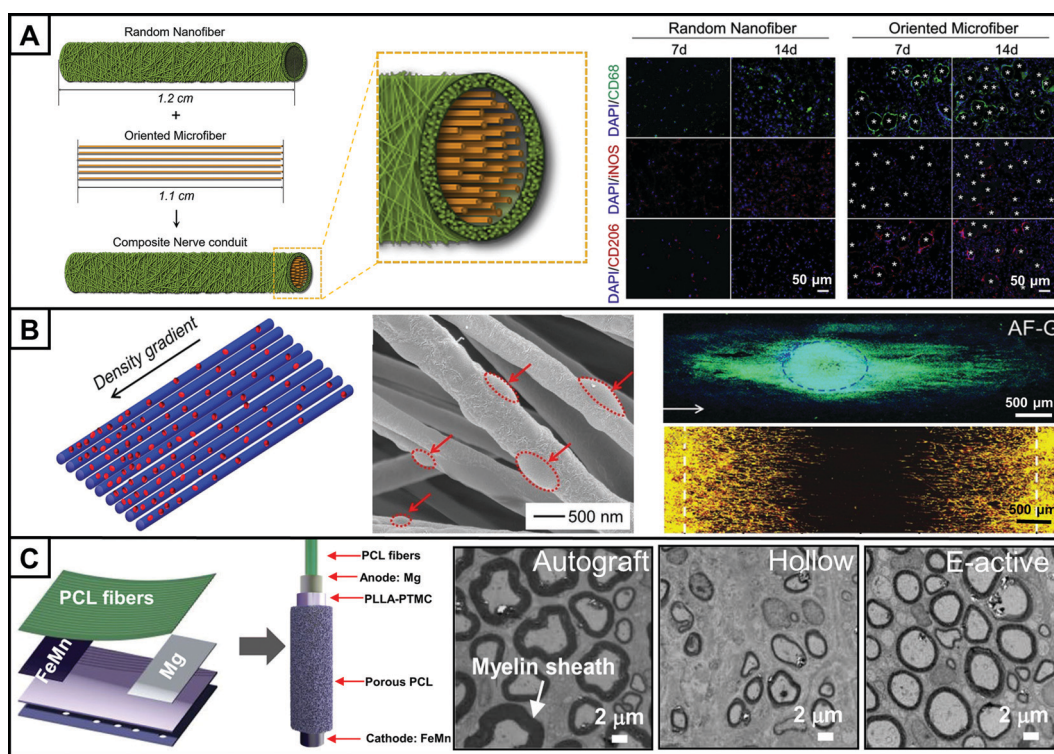 A
Random Nanofiber
1.2 cm
+
Oriented Microfiber
1.1 cm
Composite Nerve conduit
Random Nanofiber
7d 14d
Oriented Microfiber
7d 14d
DAPI/CD68
DAPI/iNOS
DAPI/CD206
50 μm
50 μm
B
Density gradient
500 nm
AF-G
500 μm
500 μm
C
PCL fibers
FeMn
Mg
PCL fibers
Anode: Mg
PLLA-PTMC
Porous PCL
Cathode: FeMn
Autograft
Myelin sheath
2 μm
Hollow
2 μm
E-active
2 μm